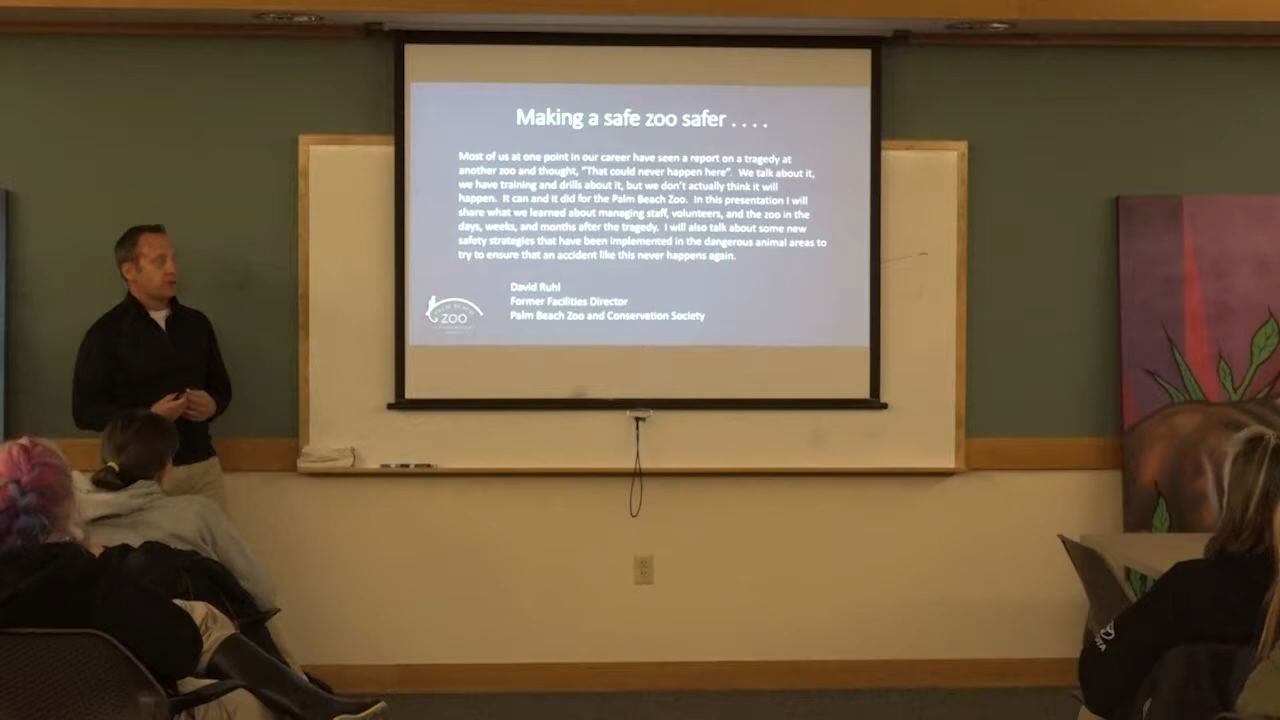 Making a safe zoo safer . . . .
Most of us at one point in our career have seen a report on a tragedy at
another zoo and thought, "That could never happen here". We talk about it,
we have training and drills about it, but we don't actually think it will
happen. It can and it did for the Palm Beach Zoo. In this presentation I will
share what we learned about managing staff, volunteers, and the zoo in the
days, weeks, and months after the tragedy. I will also talk about some new
safety strategies that have been implemented in the dangerous animal areas to
try to ensure that an accident like this never happens again.
David Ruhl
Former Facilities Director
Palm Beach Zoo and Conservation Society
PALM BEACH
ZOO